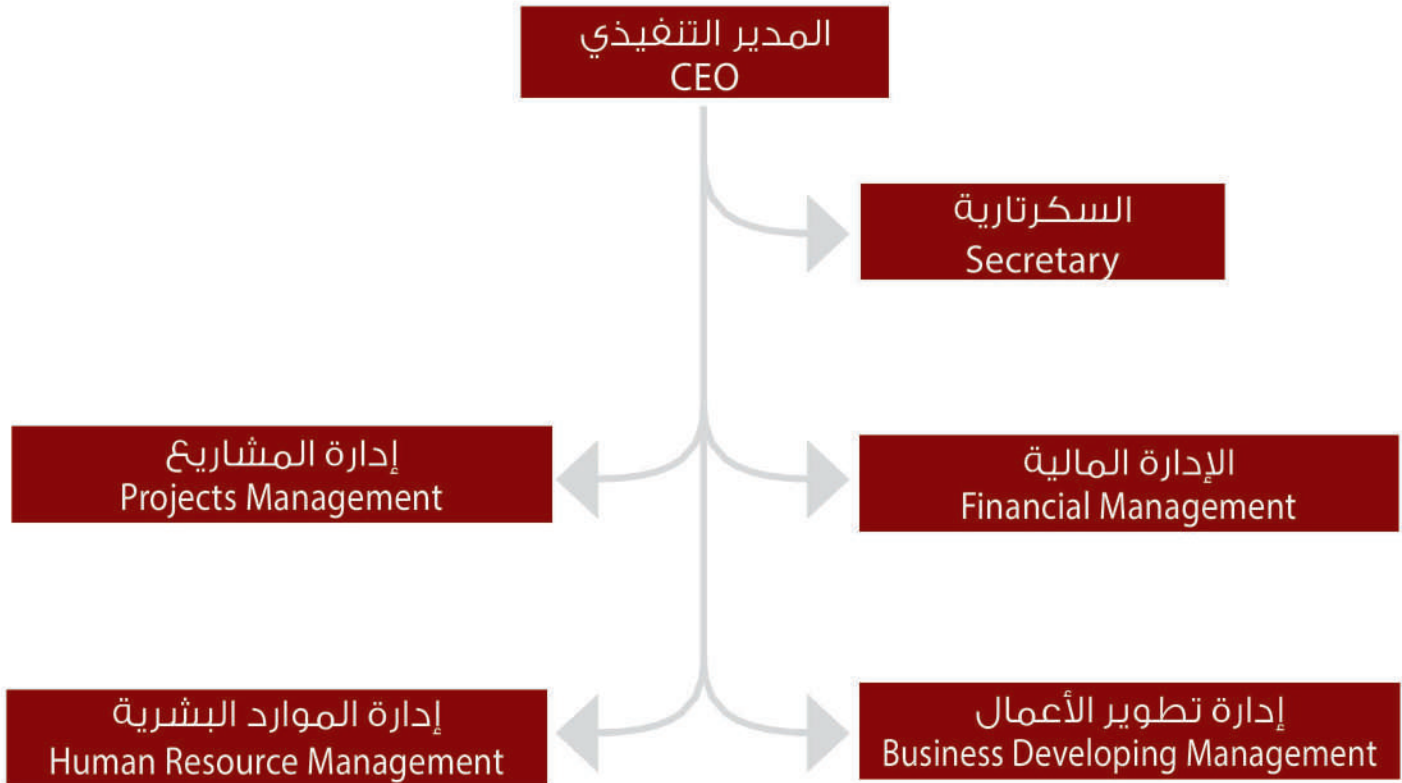 المدير التنفيذي
CEO
السكرتارية
Secretary
إدارة المشاريع
Projects Management
الإدارة المالية
Financial Management
إدارة الموارد البشرية
Human Resource Management
إدارة تطوير الأعمال
Business Developing Management